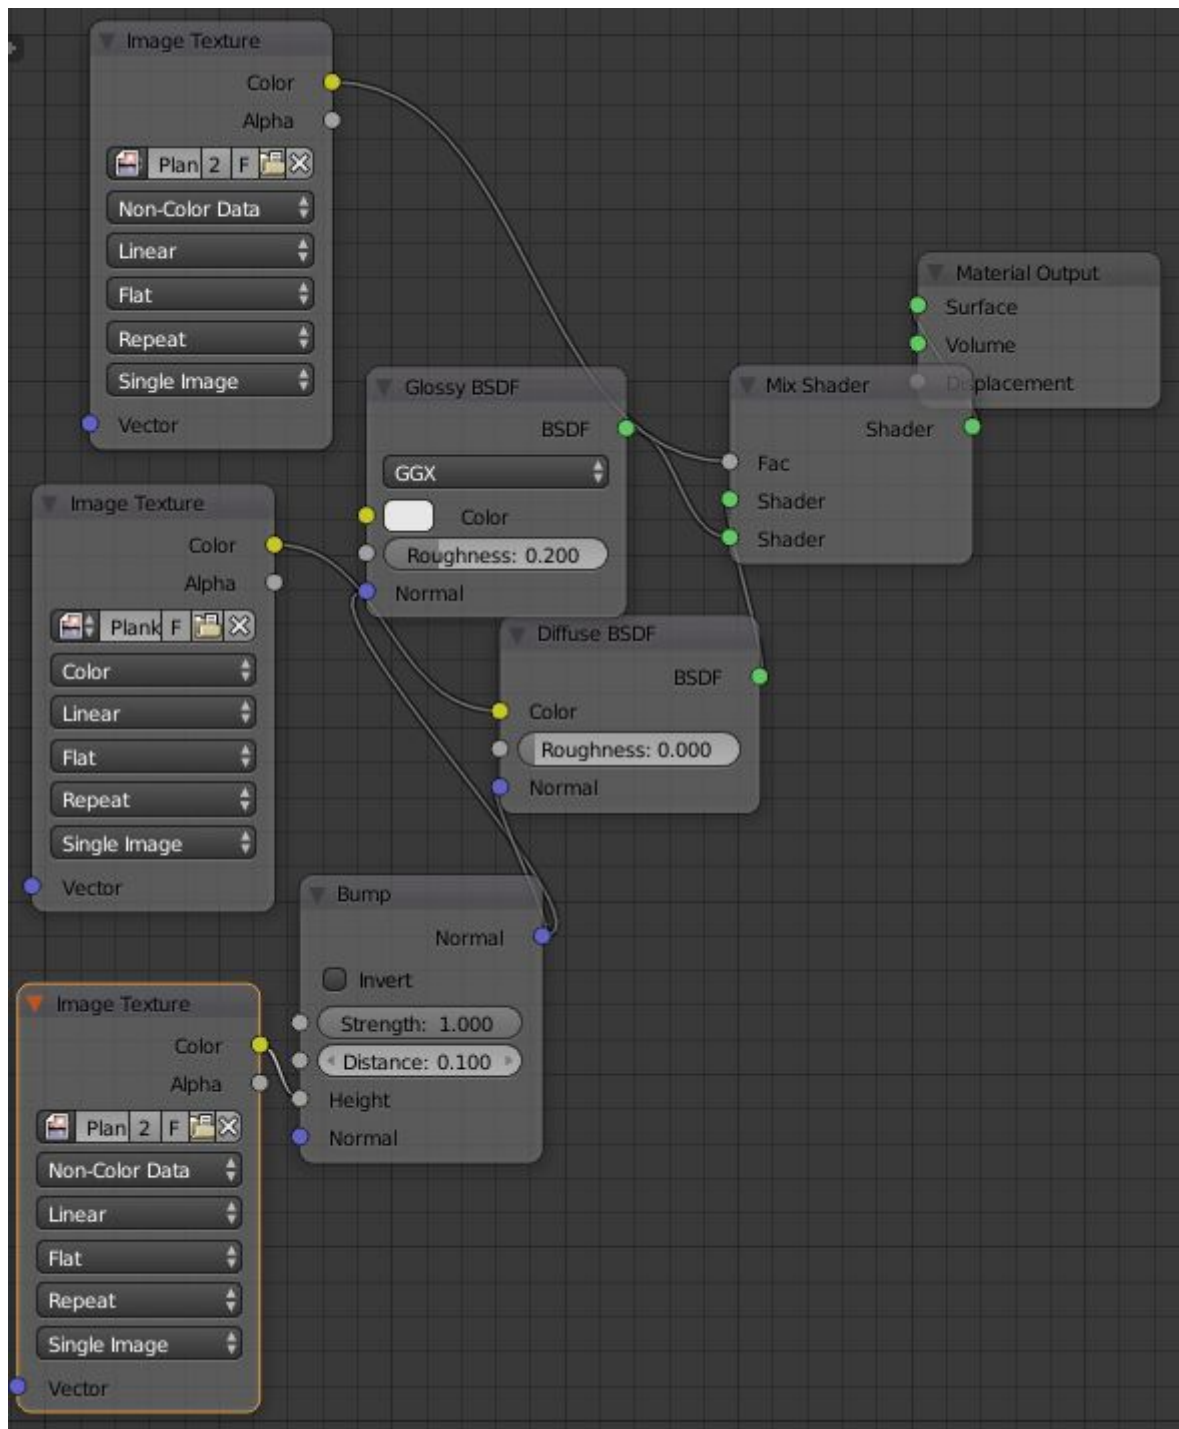 Image Texture
Color
Alpha
Plan 2 F
Non-Color Data
Linear
Flat
Repeat
Single Image
Vector
Material Output
Surface
Volume
Displacement
Glossy BSDF
BSDF
GGX
Color
Roughness: 0.200
Normal
Mix Shader
Shader
Fac
Shader
Shader
Image Texture
Color
Alpha
Plank F
Color
Linear
Flat
Repeat
Single Image
Vector
Diffuse BSDF
BSDF
Color
Roughness: 0.000
Normal
Bump
Normal
Invert
Strength: 1.000
Distance: 0.100
Height
Normal
Image Texture
Color
Alpha
Plan 2 F
Non-Color Data
Linear
Flat
Repeat
Single Image
Vector